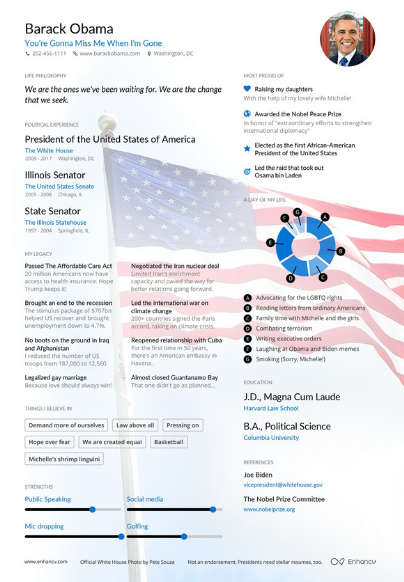 Barack Obama
You're Gonna Miss Me When I'm Gone
202-456-1111 www.barackobama.com Washington, DC
LIFE PHILOSOPHY
We are the ones we've been waiting for. We are the change
that we seek.
POLITICAL EXPERIENCE
President of the United States of America
The White House
2009 - 2017 Washington, DC
Illinois Senator
The United States Senate
2005 - 2008 Chicago, IL
State Senator
The Illinois Statehouse
1997 - 2004 Springfield, IL
MY LEGACY
Passed The Affordable Care Act
20 million Americans now have
access to health insurance. Hope
Trump keeps it!
Brought an end to the recession
The stimulus package of $787bn
helped US recover and brought
unemployment down to 4.7%.
No boots on the ground in Iraq
and Afghanistan
I reduced the number of US
troops from 187,000 to 12,500.
Legalized gay marriage
Because love should always win!
Negotiated the Iran nuclear deal
Limited Iran's enrichment
capacity and paved the way for
better relations going forward.
Led the international war on
climate change
200+ countries signed the Paris
accord, taking on climate crisis.
Reopened relationship with Cuba
For the first time in 50 years,
there's an American embassy in
Havana.
Almost closed Guantanamo Bay
That one didn't go as planned...
THINGS I BELIEVE IN
Demand more of ourselves Law above all Pressing on
Hope over fear We are created equal Basketball
Michelle's shrimp linguini
STRENGTHS
Public Speaking Social media
Mic dropping Golfing
MOST PROUD OF
Raising my daughters
With the help of my lovely wife Michelle!
Awarded the Nobel Peace Prize
In honor of "extraordinary efforts to strengthen
international diplomacy"
Elected as the first African-American
President of the United States
Led the raid that took out
Osama bin Laden
A DAY OF MY LIFE
A
B
C
D
E
F
G
A Advocating for the LGBTQ rights
B Reading letters from ordinary Americans
C Family time with Michelle and the girls
D Combating terrorism
E Writing executive orders
F Laughing at Obama and Biden memes
G Smoking (Sorry, Michelle!)
EDUCATION
J.D., Magna Cum Laude
Harvard Law School
B.A., Political Science
Columbia University
REFERENCES
Joe Biden
vicepresident@whitehouse.gov
The Nobel Prize Committee
www.nobelprize.org
www.enhancv.com Official White House Photo by Pete Souza Not an endorsement. Presidents need stellar resumes, too. Enhancv